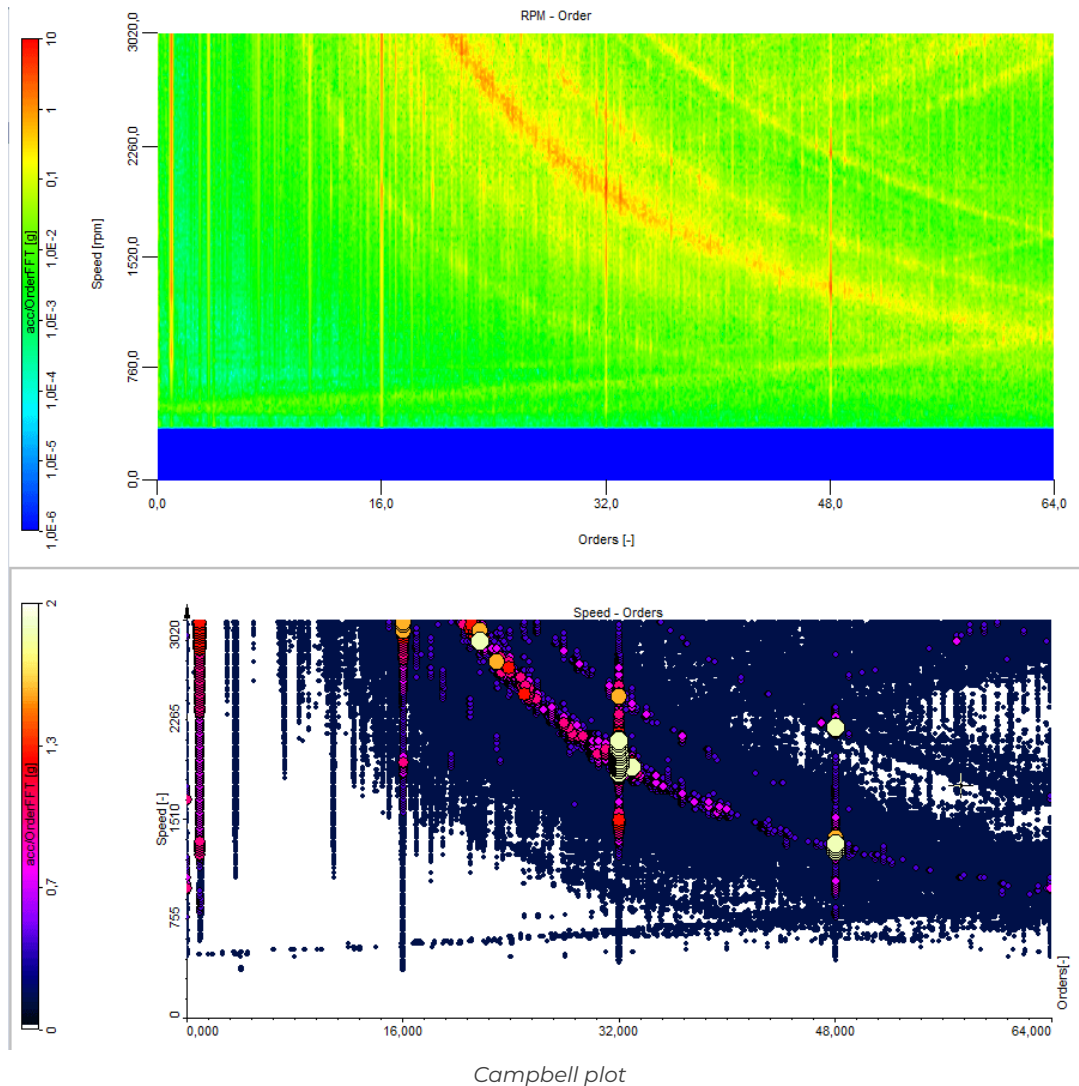 RPM - Order
10
1
0,1
acc/OrderFFT [g]
1,0E-2
1,0E-3
1,0E-4
1,0E-5
1,0E-6
Speed [rpm]
3020,0
2260,0
1520,0
760,0
0,0
0,0
16,0
32,0
48,0
64,0
Orders [-]
Speed - Orders
2
1,3
acc/OrderFFT [g]
0,7
0
Speed [-]
3020
2265
1510
755
0
0,000
16,000
32,000
48,000
64,000
Orders[-]
Campbell plot